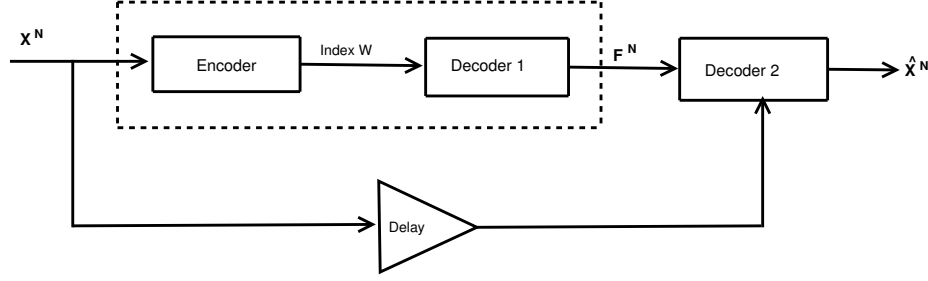 X^N
Encoder
Index W
Decoder 1
F^N
Decoder 2
X̂^N
Delay